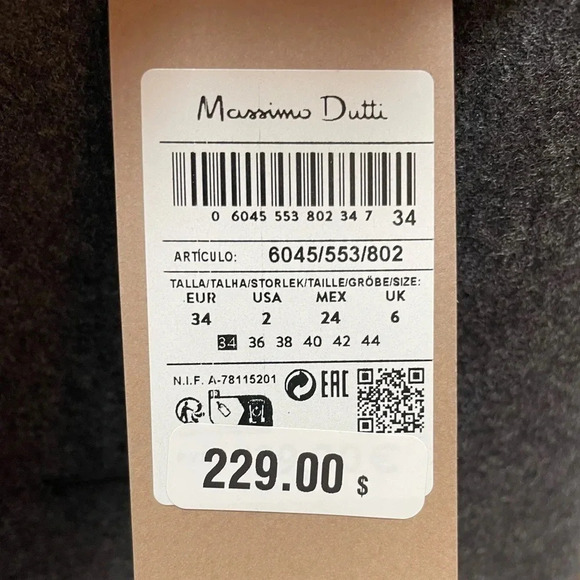 Massimo Dutti
0 6045 553 802 34 7 34
ARTÍCULO: 6045/553/802
TALLA/TALHA/STORLEK/TAILLE/GRÖBE/SIZE:
EUR USA MEX UK
34 2 24 6
34 36 38 40 42 44
N.I.F. A-78115201 EAC
229.00 $